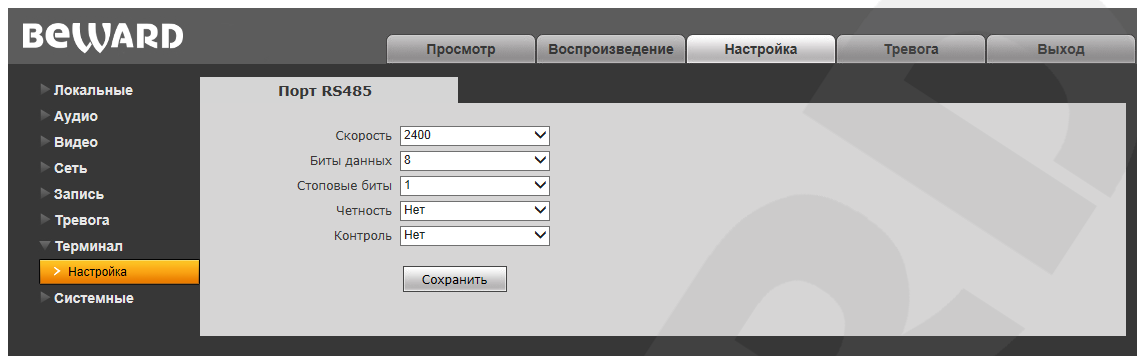 BEWARD
Просмотр Воспроизведение Настройка Тревога Выход
Локальные
Аудио
Видео
Сеть
Запись
Тревога
Терминал
> Настройка
Системные
Порт RS485
Скорость 2400
Биты данных 8
Стоповые биты 1
Четность Нет
Контроль Нет
Сохранить